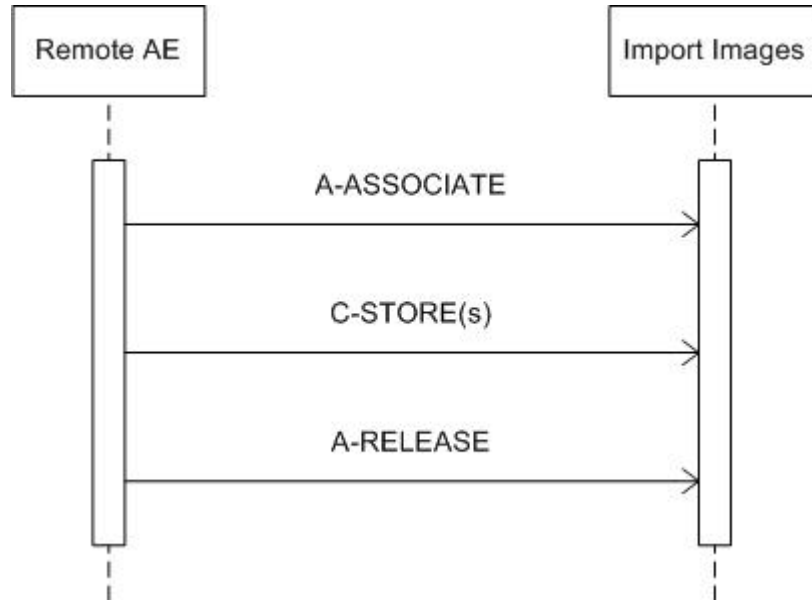 Remote AE
Import Images
A-ASSOCIATE
C-STORE(s)
A-RELEASE